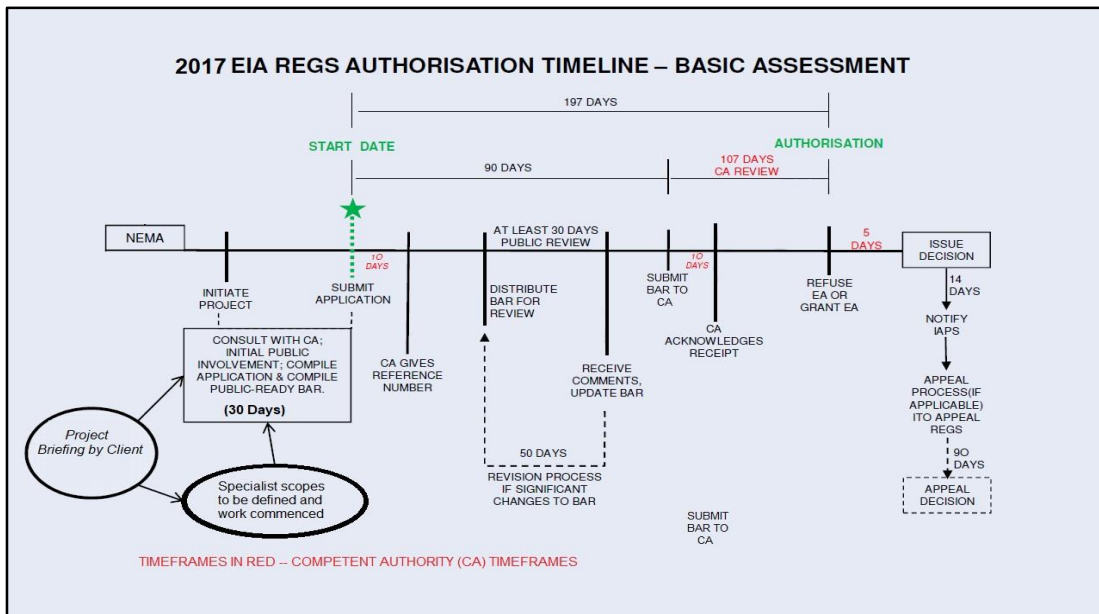 2017 EIA REGS AUTHORISATION TIMELINE – BASIC ASSESSMENT
197 DAYS
START DATE
AUTHORISATION
90 DAYS
107 DAYS
CA REVIEW
NEMA
AT LEAST 30 DAYS
PUBLIC REVIEW
5
DAYS
ISSUE
DECISION
10
DAYS
10
DAYS
INITIATE
PROJECT
SUBMIT
APPLICATION
DISTRIBUTE
BAR FOR
REVIEW
SUBMIT
BAR TO
CA
REFUSE
EA OR
GRANT EA
14
DAYS
NOTIFY
IAPS
CA
ACKNOWLEDGES
RECEIPT
CONSULT WITH CA;
INITIAL PUBLIC
INVOLVEMENT; COMPILE
APPLICATION & COMPILE
PUBLIC-READY BAR.
(30 Days)
CA GIVES
REFERENCE
NUMBER
RECEIVE
COMMENTS,
UPDATE BAR
APPEAL
PROCESS(IF
APPLICABLE)
ITO APPEAL
REGS
Project
Briefing by Client
50 DAYS
REVISION PROCESS
IF SIGNIFICANT
CHANGES TO BAR
90
DAYS
APPEAL
DECISION
Specialist scopes
to be defined and
work commenced
SUBMIT
BAR TO
CA
TIMEFRAMES IN RED -- COMPETENT AUTHORITY (CA) TIMEFRAMES